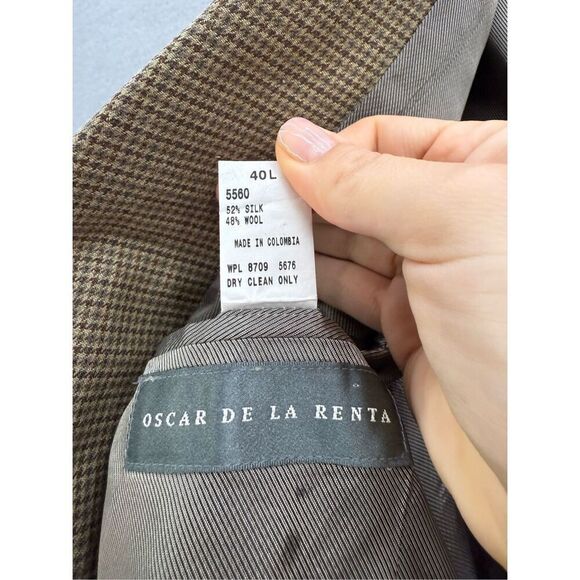 40L
5560
52% SILK
48% WOOL
MADE IN COLOMBIA
WPL 8709 5676
DRY CLEAN ONLY
OSCAR DE LA RENTA